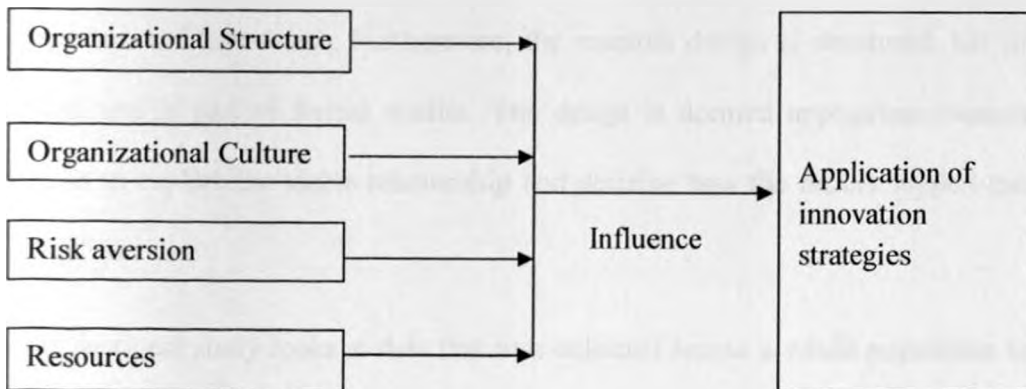 Organizational Structure
Organizational Culture
Risk aversion
Resources
Influence
Application of
innovation
strategies